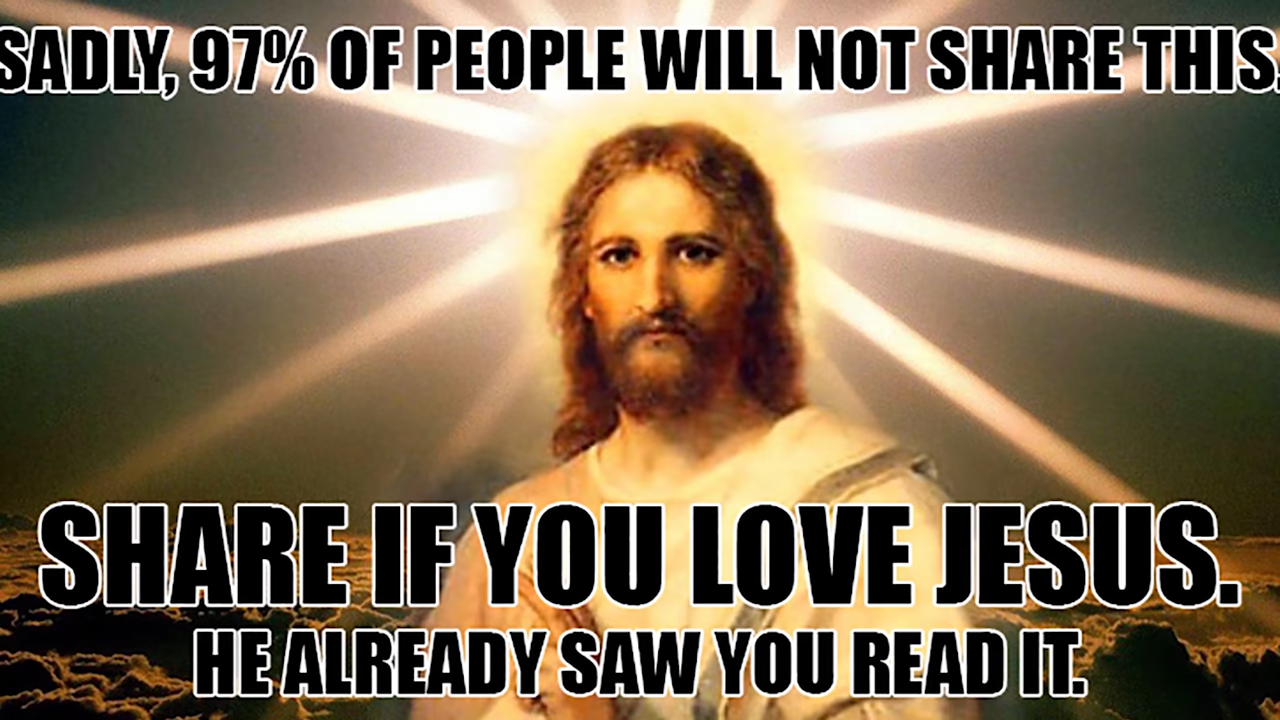 SADLY, 97% OF PEOPLE WILL NOT SHARE THIS.
SHARE IF YOU LOVE JESUS.
HE ALREADY SAW YOU READ IT.